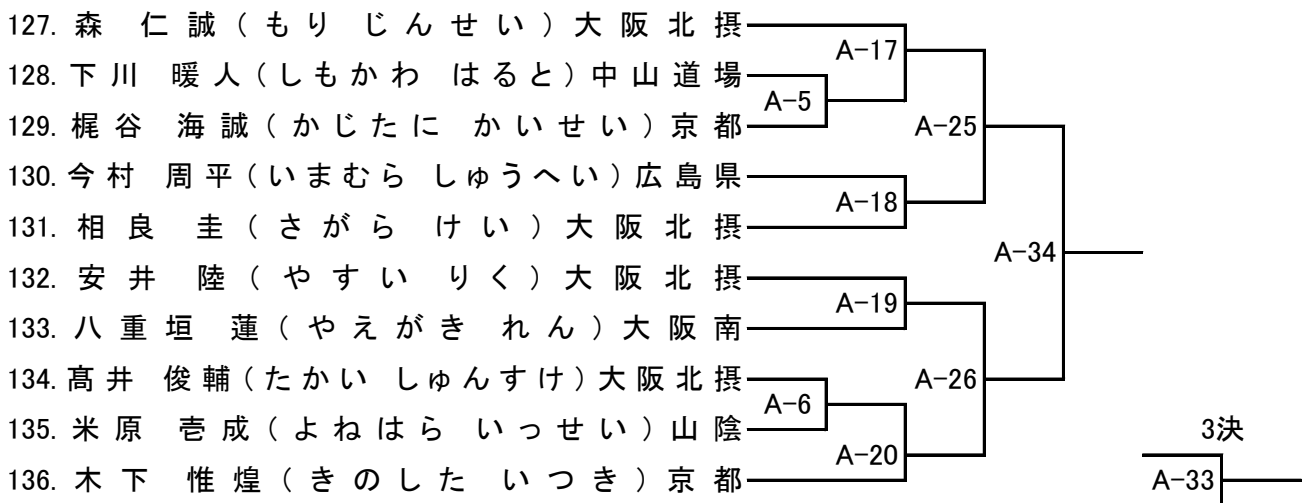 127. 森 仁誠(もり じんせい)大阪北摂
A-17
128. 下川 暖人(しもかわ はると)中山道場
A-5
129. 梶谷 海誠(かじたに かいせい)京都
A-25
130. 今村 周平(いまむら しゅうへい)広島県
A-18
131. 相良 圭(さがら けい)大阪北摂
A-34
132. 安井 陸(やすい りく)大阪北摂
A-19
133. 八重垣 蓮(やえがき れん)大阪南
134. 髙井 俊輔(たかい しゅんすけ)大阪北摂
A-26
A-6
135. 米原 壱成(よねはら いっせい)山陰
3決
A-20
136. 木下 惟煌(きのした いつき)京都
A-33